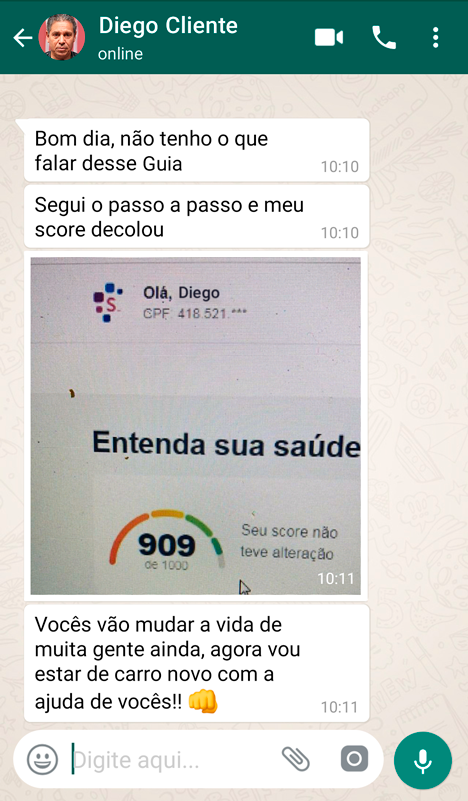 Diego Cliente
online
Bom dia, não tenho o que
falar desse Guia
10:10
Segui o passo a passo e meu
score decolou
10:10
S
Olá, Diego
CPF: 418.521.***
Entenda sua saúde
909
de 1000
Seu score não
teve alteração
10:11
Vocês vão mudar a vida de
muita gente ainda, agora vou
estar de carro novo com a
ajuda de vocês!! 👊
10:11
Digite aqui...